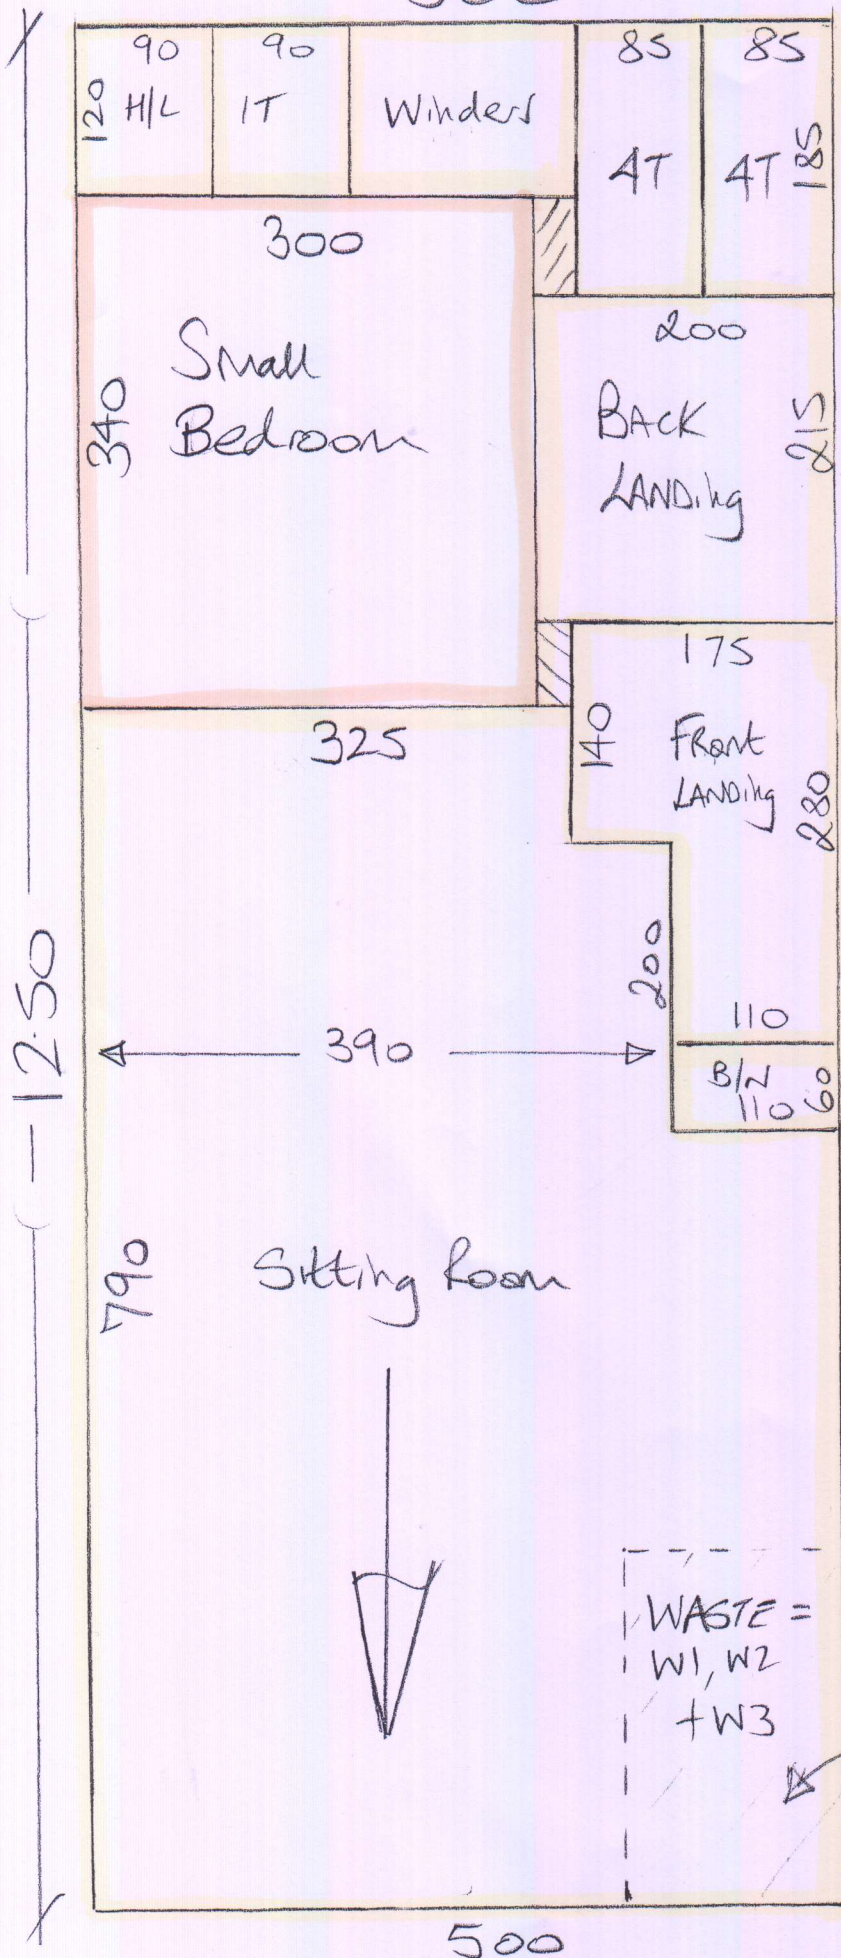 90
90
85
85
120
H/L
1T
Winders
4T
4T
185
300
Small
Bedroom
340
200
BACK
LANDing
215
175
140
Front
LANDing
280
325
200
12.50
390
110
B/N
110
60
790
Sitting Room
WASTE =
W1, W2
+W3
500